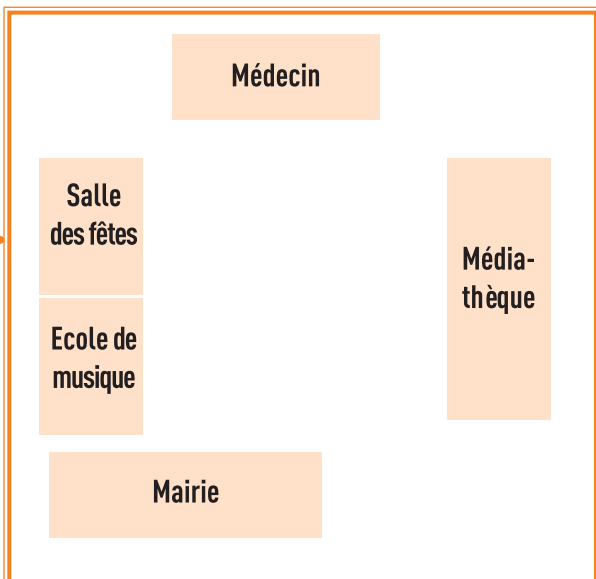 Médecin
Salle
des fêtes
Média-
thèque
Ecole de
musique
Mairie